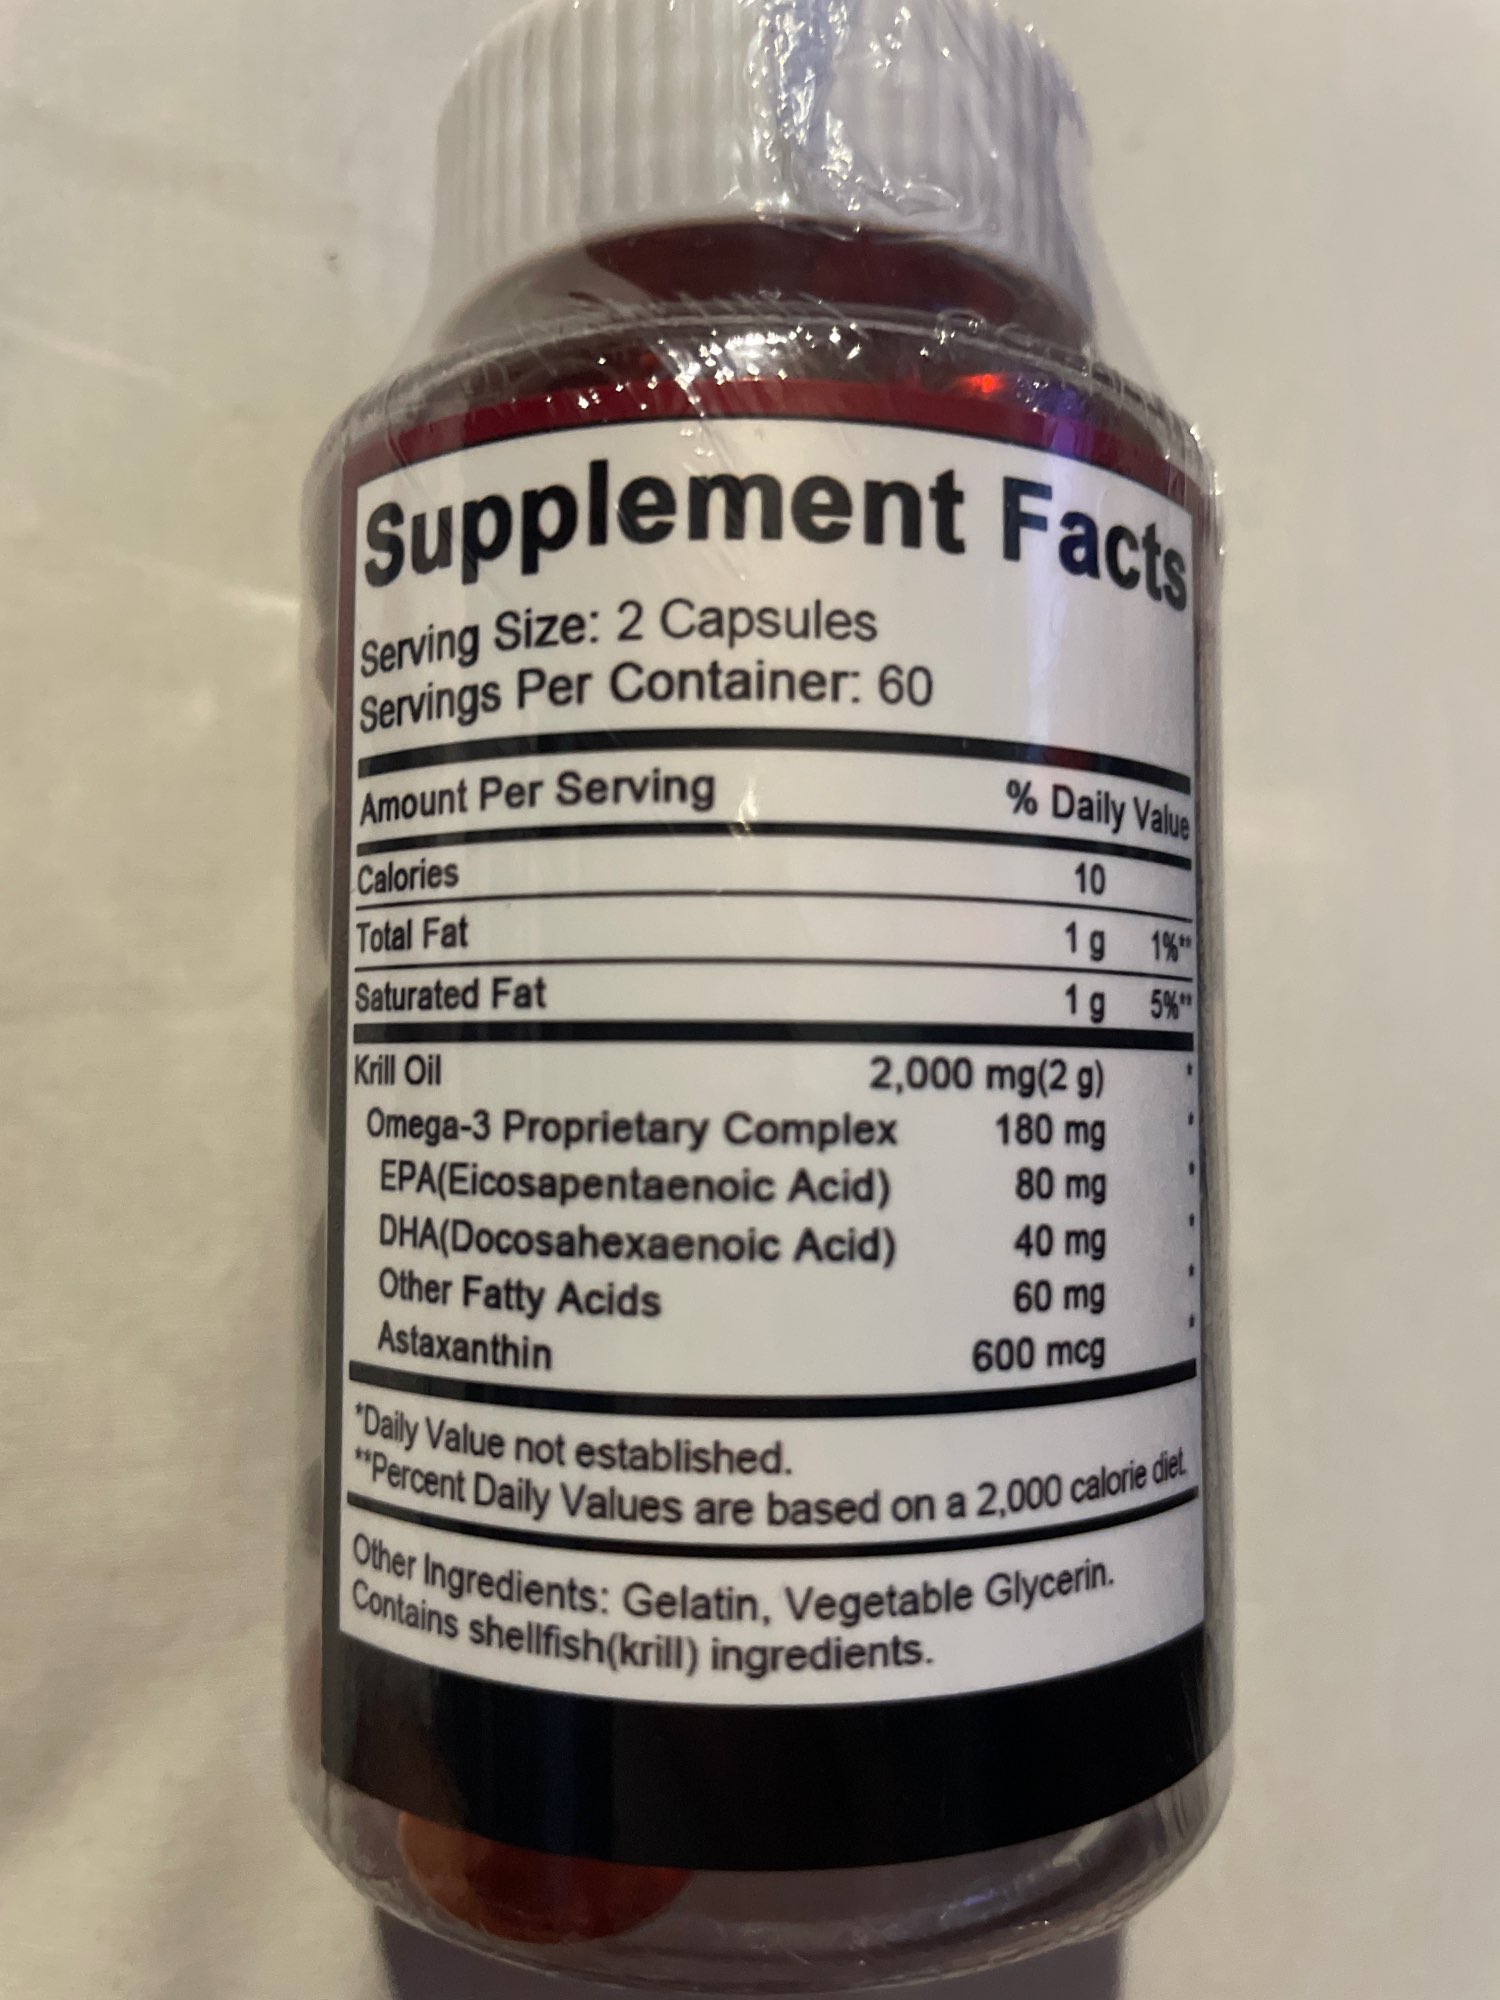 Supplement Facts
Serving Size: 2 Capsules
Servings Per Container: 60
Amount Per Serving % Daily Value
Calories 10
Total Fat 1 g 1%**
Saturated Fat 1 g 5%**
Krill Oil 2,000 mg(2 g) *
Omega-3 Proprietary Complex 180 mg *
EPA(Eicosapentaenoic Acid) 80 mg *
DHA(Docosahexaenoic Acid) 40 mg *
Other Fatty Acids 60 mg *
Astaxanthin 600 mcg *
*Daily Value not established.
**Percent Daily Values are based on a 2,000 calorie diet.
Other Ingredients: Gelatin, Vegetable Glycerin.
Contains shellfish(krill) ingredients.